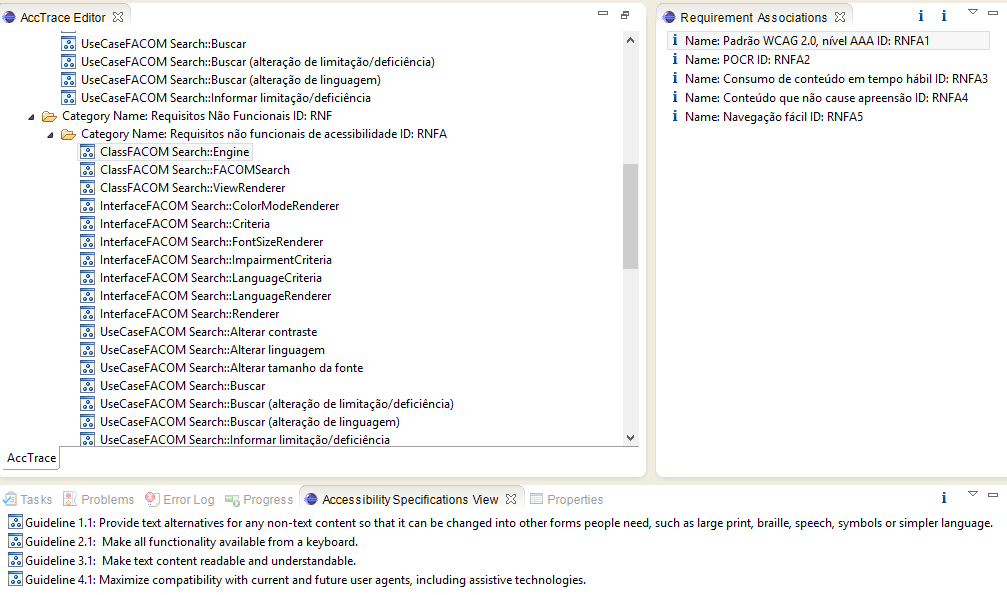 AccTrace Editor
UseCaseFACOM Search::Buscar
UseCaseFACOM Search::Buscar (alteração de limitação/deficiência)
UseCaseFACOM Search::Buscar (alteração de linguagem)
UseCaseFACOM Search::Informar limitação/deficiência
Category Name: Requisitos Não Funcionais ID: RNF
Category Name: Requisitos não funcionais de acessibilidade ID: RNFA
ClassFACOM Search::Engine
ClassFACOM Search::FACOMSearch
ClassFACOM Search::ViewRenderer
InterfaceFACOM Search::ColorModeRenderer
InterfaceFACOM Search::Criteria
InterfaceFACOM Search::FontSizeRenderer
InterfaceFACOM Search::ImpairmentCriteria
InterfaceFACOM Search::LanguageCriteria
InterfaceFACOM Search::LanguageRenderer
InterfaceFACOM Search::Renderer
UseCaseFACOM Search::Alterar contraste
UseCaseFACOM Search::Alterar linguagem
UseCaseFACOM Search::Alterar tamanho da fonte
UseCaseFACOM Search::Buscar
UseCaseFACOM Search::Buscar (alteração de limitação/deficiência)
UseCaseFACOM Search::Buscar (alteração de linguagem)
UseCaseFACOM Search::Informar limitação/deficiência
AccTrace
Requirement Associations
Name: Padrão WCAG 2.0, nível AAA ID: RNFA1
Name: POCR ID: RNFA2
Name: Consumo de conteúdo em tempo hábil ID: RNFA3
Name: Conteúdo que não cause apreensão ID: RNFA4
Name: Navegação fácil ID: RNFA5
Tasks Problems Error Log Progress Accessibility Specifications View Properties
Guideline 1.1: Provide text alternatives for any non-text content so that it can be changed into other forms people need, such as large print, braille, speech, symbols or simpler language.
Guideline 2.1: Make all functionality available from a keyboard.
Guideline 3.1: Make text content readable and understandable.
Guideline 4.1: Maximize compatibility with current and future user agents, including assistive technologies.